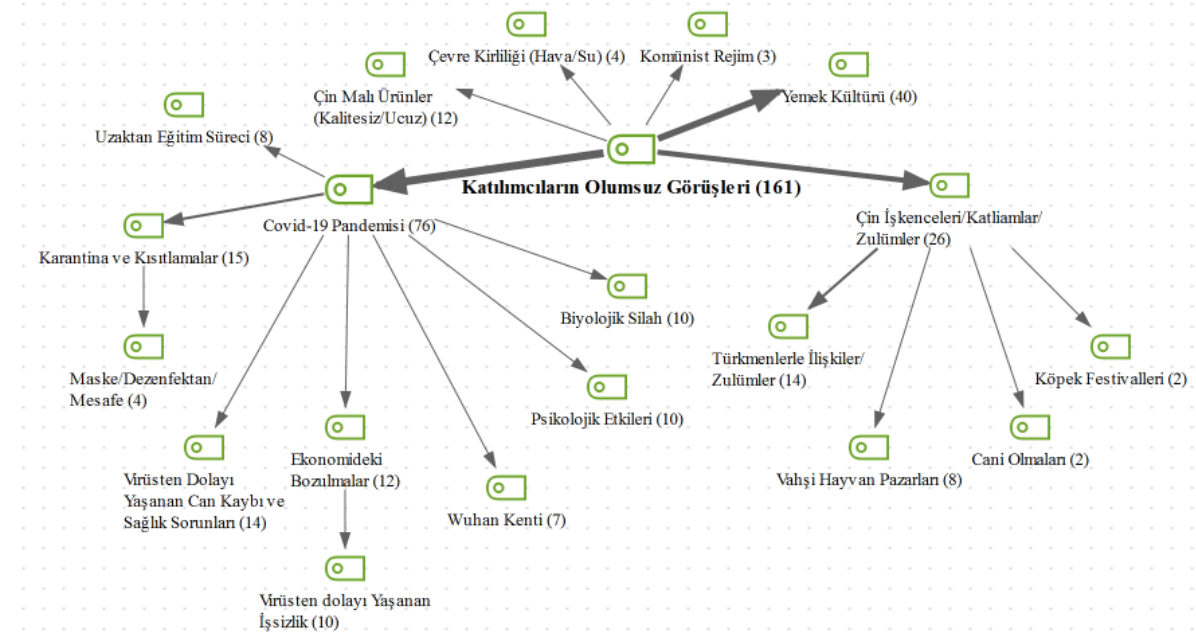 Çevre Kirliliği (Hava/Su) (4)
Komünist Rejim (3)
Çin Malı Ürünler
(Kalitesiz/Ucuz) (12)
Yemek Kültürü (40)
Uzaktan Eğitim Süreci (8)
Katılımcıların Olumsuz Görüşleri (161)
Covid-19 Pandemisi (76)
Çin İşkenceleri/Katliamlar/
Zulümler (26)
Karantina ve Kısıtlamalar (15)
Biyolojik Silah (10)
Türkmenlerle İlişkiler/
Zulümler (14)
Köpek Festivalleri (2)
Maske/Dezenfektan/
Mesafe (4)
Psikolojik Etkileri (10)
Virüsten Dolayı
Yaşanan Can Kaybı ve
Sağlık Sorunları (14)
Ekonomideki
Bozulmalar (12)
Wuhan Kenti (7)
Vahşi Hayvan Pazarları (8)
Cani Olmaları (2)
Virüsten dolayı Yaşanan
İşsizlik (10)